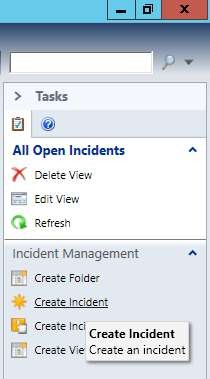 Tasks
All Open Incidents
Delete View
Edit View
Refresh
Incident Management
Create Folder
Create Incident
Create Inci
Create Vie
Create Incident
Create an incident